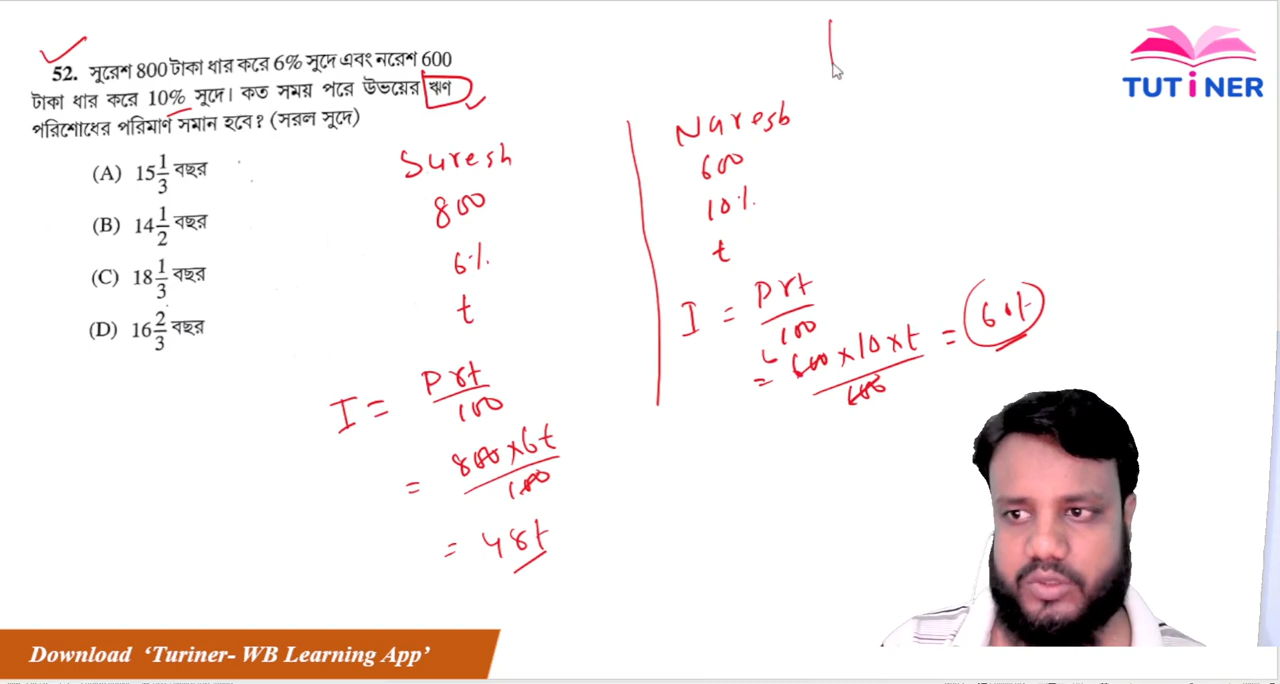 52. সুরেশ 800 টাকা ধার করে 6% সুদে এবং নরেশ 600
টাকা ধার করে 10% সুদে। কত সময় পরে উভয়ের ঋণ
পরিশোধের পরিমাণ সমান হবে? (সরল সুদে)
(A) 15 1/3 বছর
(B) 14 1/2 বছর
(C) 18 1/3 বছর
(D) 16 2/3 বছর
Suresh
800
6%
t
I = Prt/100
= 800×6t/100
= 48t
Naresh
600
10%
t
I = Prt/100
= 600×10×t/100 = 60t
TUTiNER
Download ‘Turiner- WB Learning App’